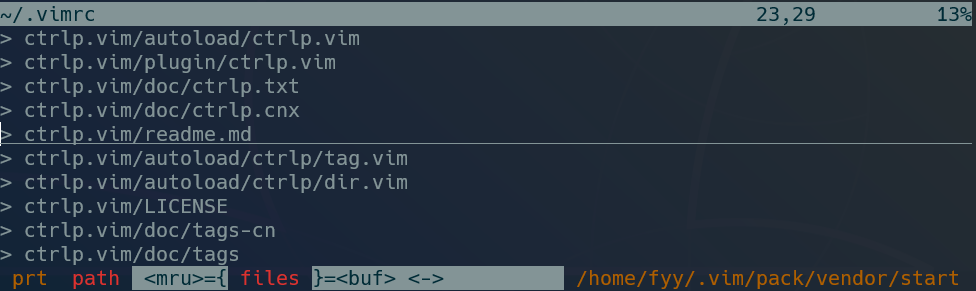 ~/.vimrc 23,29 13%
> ctrlp.vim/autoload/ctrlp.vim
> ctrlp.vim/plugin/ctrlp.vim
> ctrlp.vim/doc/ctrlp.txt
> ctrlp.vim/doc/ctrlp.cnx
> ctrlp.vim/readme.md
> ctrlp.vim/autoload/ctrlp/tag.vim
> ctrlp.vim/autoload/ctrlp/dir.vim
> ctrlp.vim/LICENSE
> ctrlp.vim/doc/tags-cn
> ctrlp.vim/doc/tags
prt path <mru>={ files }=<buf> <-> /home/fyy/.vim/pack/vendor/start